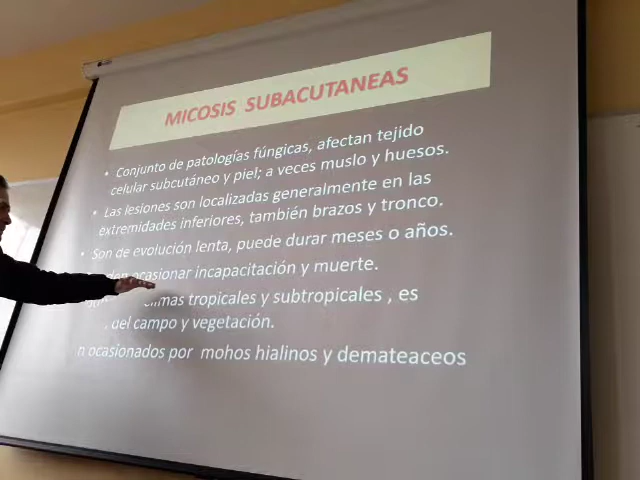 MICOSIS SUBACUTANEAS
• Conjunto de patologías fúngicas, afectan tejido
celular subcutáneo y piel; a veces muslo y huesos.
• Las lesiones son localizadas generalmente en las
extremidades inferiores, también brazos y tronco.
• Son de evolución lenta, puede durar meses o años.
ocasionar incapacitación y muerte.
climas tropicales y subtropicales , es
del campo y vegetación.
n ocasionados por mohos hialinos y demateaceos